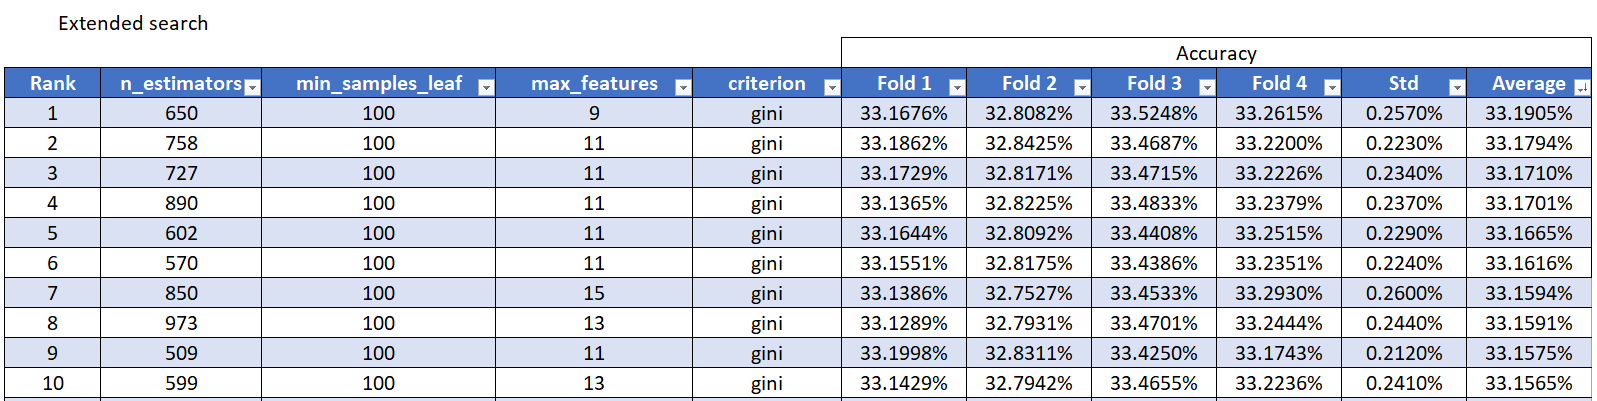 Extended search
Accuracy
Rank n_estimators min_samples_leaf max_features criterion Fold 1 Fold 2 Fold 3 Fold 4 Std Average
1 650 100 9 gini 33.1676% 32.8082% 33.5248% 33.2615% 0.2570% 33.1905%
2 758 100 11 gini 33.1862% 32.8425% 33.4687% 33.2200% 0.2230% 33.1794%
3 727 100 11 gini 33.1729% 32.8171% 33.4715% 33.2226% 0.2340% 33.1710%
4 890 100 11 gini 33.1365% 32.8225% 33.4833% 33.2379% 0.2370% 33.1701%
5 602 100 11 gini 33.1644% 32.8092% 33.4408% 33.2515% 0.2290% 33.1665%
6 570 100 11 gini 33.1551% 32.8175% 33.4386% 33.2351% 0.2240% 33.1616%
7 850 100 15 gini 33.1386% 32.7527% 33.4533% 33.2930% 0.2600% 33.1594%
8 973 100 13 gini 33.1289% 32.7931% 33.4701% 33.2444% 0.2440% 33.1591%
9 509 100 11 gini 33.1998% 32.8311% 33.4250% 33.1743% 0.2120% 33.1575%
10 599 100 13 gini 33.1429% 32.7942% 33.4655% 33.2236% 0.2410% 33.1565%